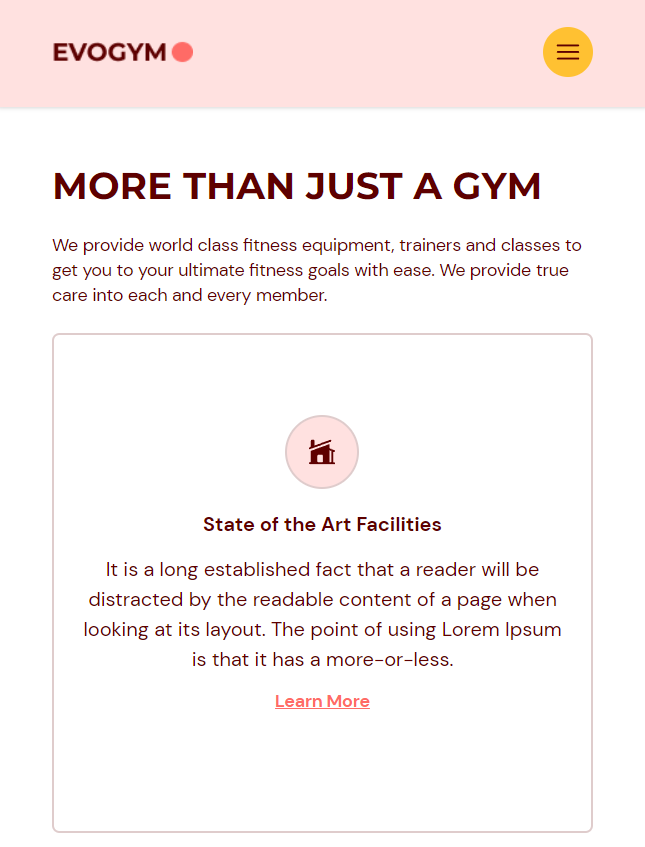 EVOGYM
MORE THAN JUST A GYM
We provide world class fitness equipment, trainers and classes to
get you to your ultimate fitness goals with ease. We provide true
care into each and every member.
State of the Art Facilities
It is a long established fact that a reader will be
distracted by the readable content of a page when
looking at its layout. The point of using Lorem Ipsum
is that it has a more-or-less.
Learn More